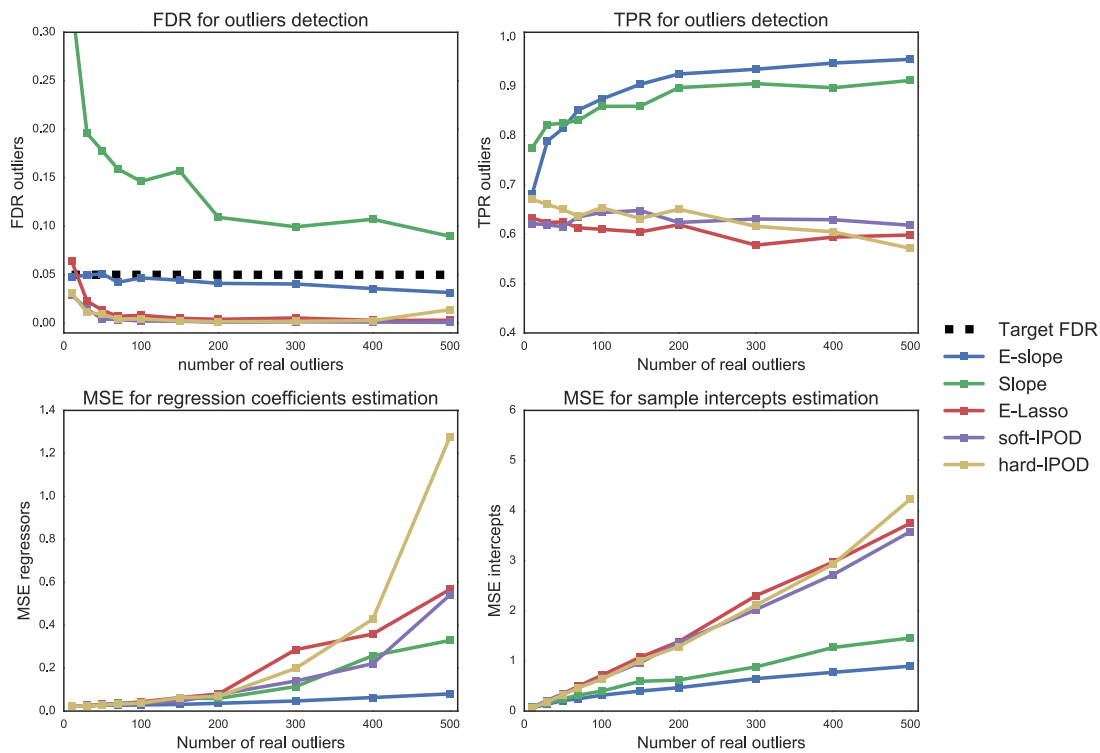 FDR for outliers detection
TPR for outliers detection
0.30
0.25
0.20
0.15
0.10
0.05
0.00
FDR outliers
0 100 200 300 400 500
number of real outliers
1.0
0.9
0.8
0.7
0.6
0.5
0.4
TPR outliers
0 100 200 300 400 500
Number of real outliers
Target FDR
E-slope
Slope
E-Lasso
soft-IPOD
hard-IPOD
MSE for regression coefficients estimation
MSE for sample intercepts estimation
1.4
1.2
1.0
0.8
0.6
0.4
0.2
0.0
MSE regressors
0 100 200 300 400 500
Number of real outliers
6
5
4
3
2
1
0
MSE intercepts
0 100 200 300 400 500
Number of real outliers